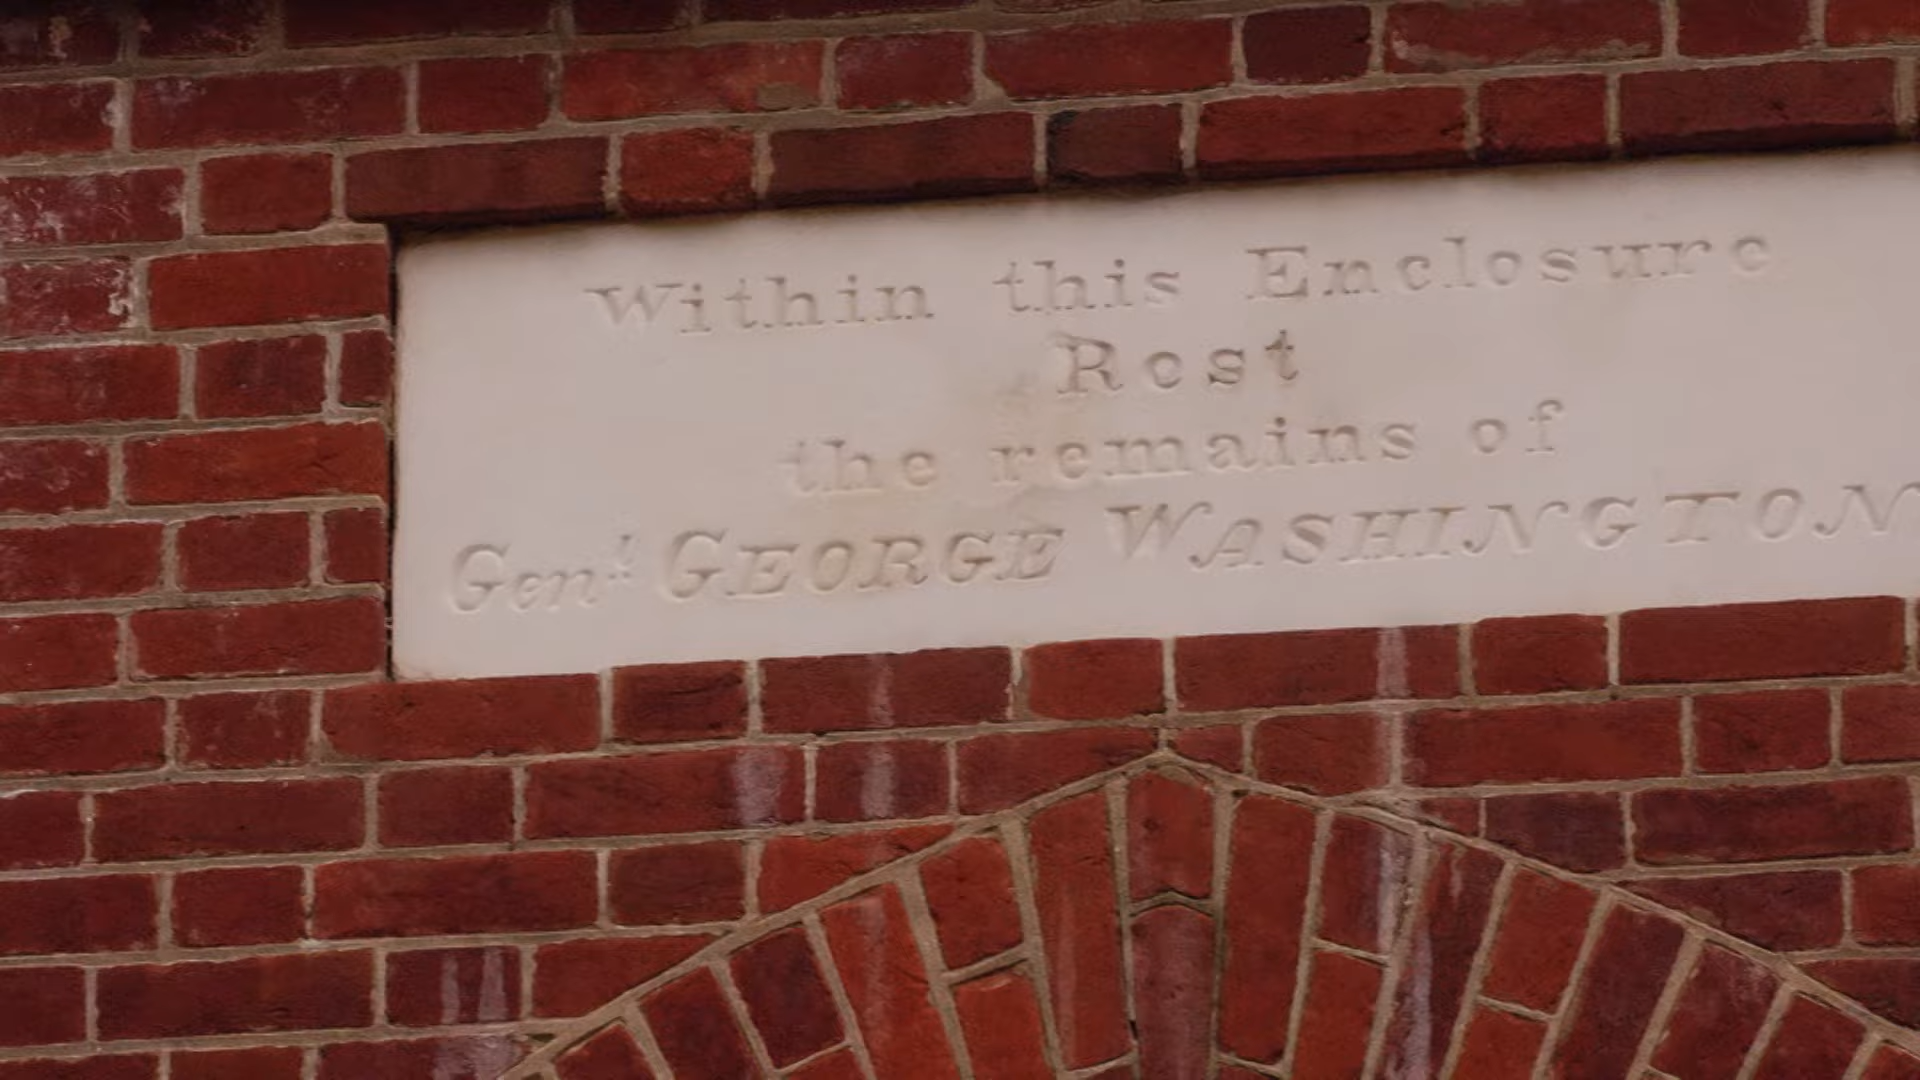 Within this Enclosure
Rest
the remains of
Genl GEORGE WASHINGTON